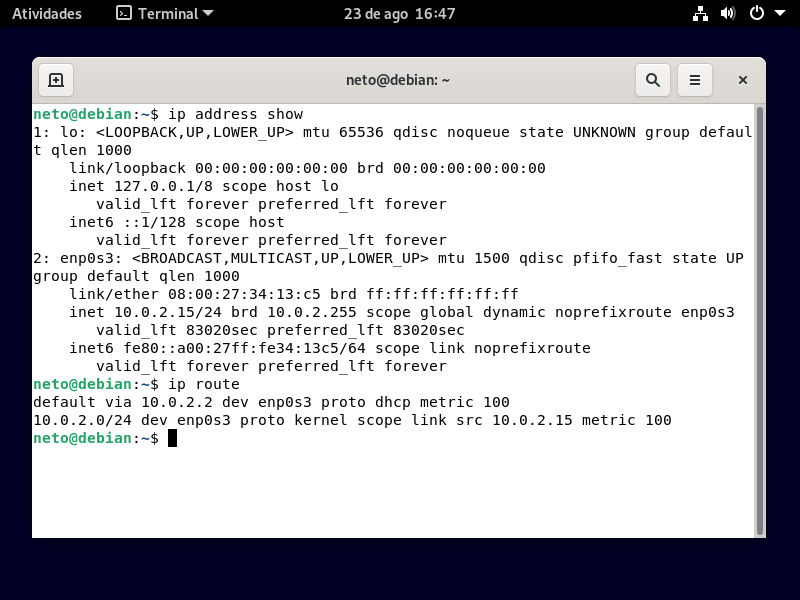 Atividades Terminal 23 de ago 16:47
neto@debian: ~
neto@debian:~$ ip address show
1: lo: <LOOPBACK,UP,LOWER_UP> mtu 65536 qdisc noqueue state UNKNOWN group defaul
t qlen 1000
    link/loopback 00:00:00:00:00:00 brd 00:00:00:00:00:00
    inet 127.0.0.1/8 scope host lo
       valid_lft forever preferred_lft forever
    inet6 ::1/128 scope host
       valid_lft forever preferred_lft forever
2: enp0s3: <BROADCAST,MULTICAST,UP,LOWER_UP> mtu 1500 qdisc pfifo_fast state UP
group default qlen 1000
    link/ether 08:00:27:34:13:c5 brd ff:ff:ff:ff:ff:ff
    inet 10.0.2.15/24 brd 10.0.2.255 scope global dynamic noprefixroute enp0s3
       valid_lft 83020sec preferred_lft 83020sec
    inet6 fe80::a00:27ff:fe34:13c5/64 scope link noprefixroute
       valid_lft forever preferred_lft forever
neto@debian:~$ ip route
default via 10.0.2.2 dev enp0s3 proto dhcp metric 100
10.0.2.0/24 dev enp0s3 proto kernel scope link src 10.0.2.15 metric 100
neto@debian:~$